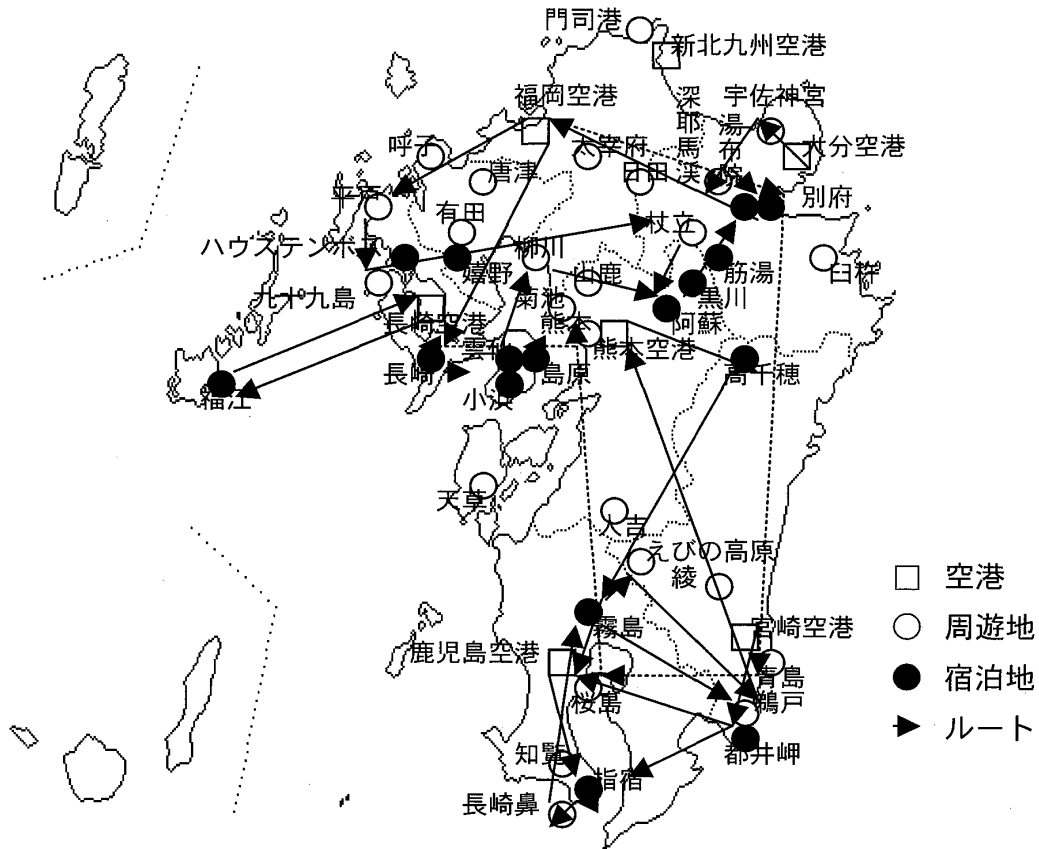 門司港
新北九州空港
福岡空港
深耶馬溪
湯布院
宇佐神宮
呼子
太宰府
大分空港
唐津
日田
平戸
別府
有田
杖立
ハウステンボス
柳川
嬉野
山鹿
筋湯
臼杵
九十九島
菊池
黒川
長崎空港
熊本
阿蘇
雲仙
熊本空港
長崎
島原
高千穂
福江
小浜
天草
人吉
えびの高原
綾
空港
霧島
宮崎空港
周遊地
鹿児島空港
青島
宿泊地
桜島
鵜戸
ルート
知覧
都井岬
指宿
長崎鼻